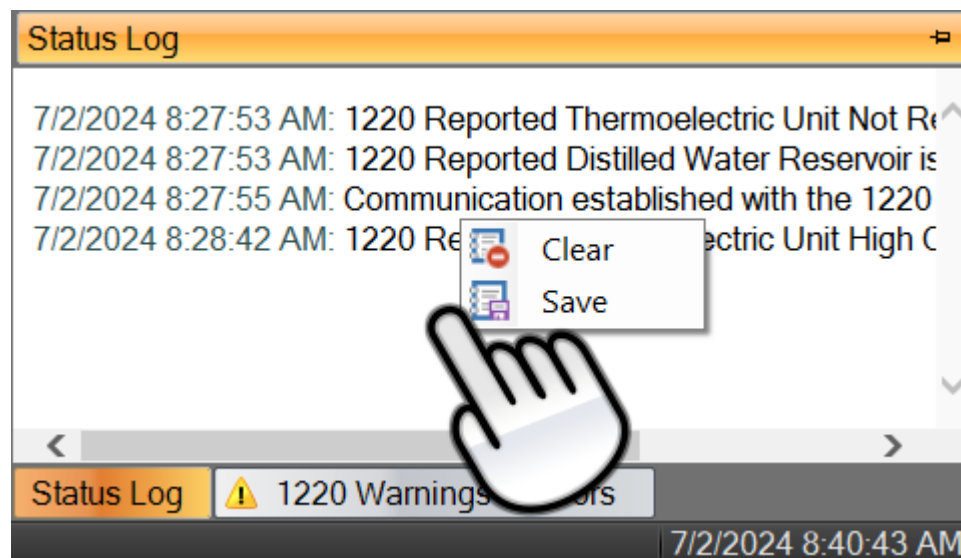 Status Log
7/2/2024 8:27:53 AM: 1220 Reported Thermoelectric Unit Not
7/2/2024 8:27:53 AM: 1220 Reported Distilled Water Reservoir is
7/2/2024 8:27:55 AM: Communication established with the 1220
7/2/2024 8:28:42 AM: 1220 Unit High
Clear
Save
Status Log
1220 Warnings
7/2/2024 8:40:43 AM